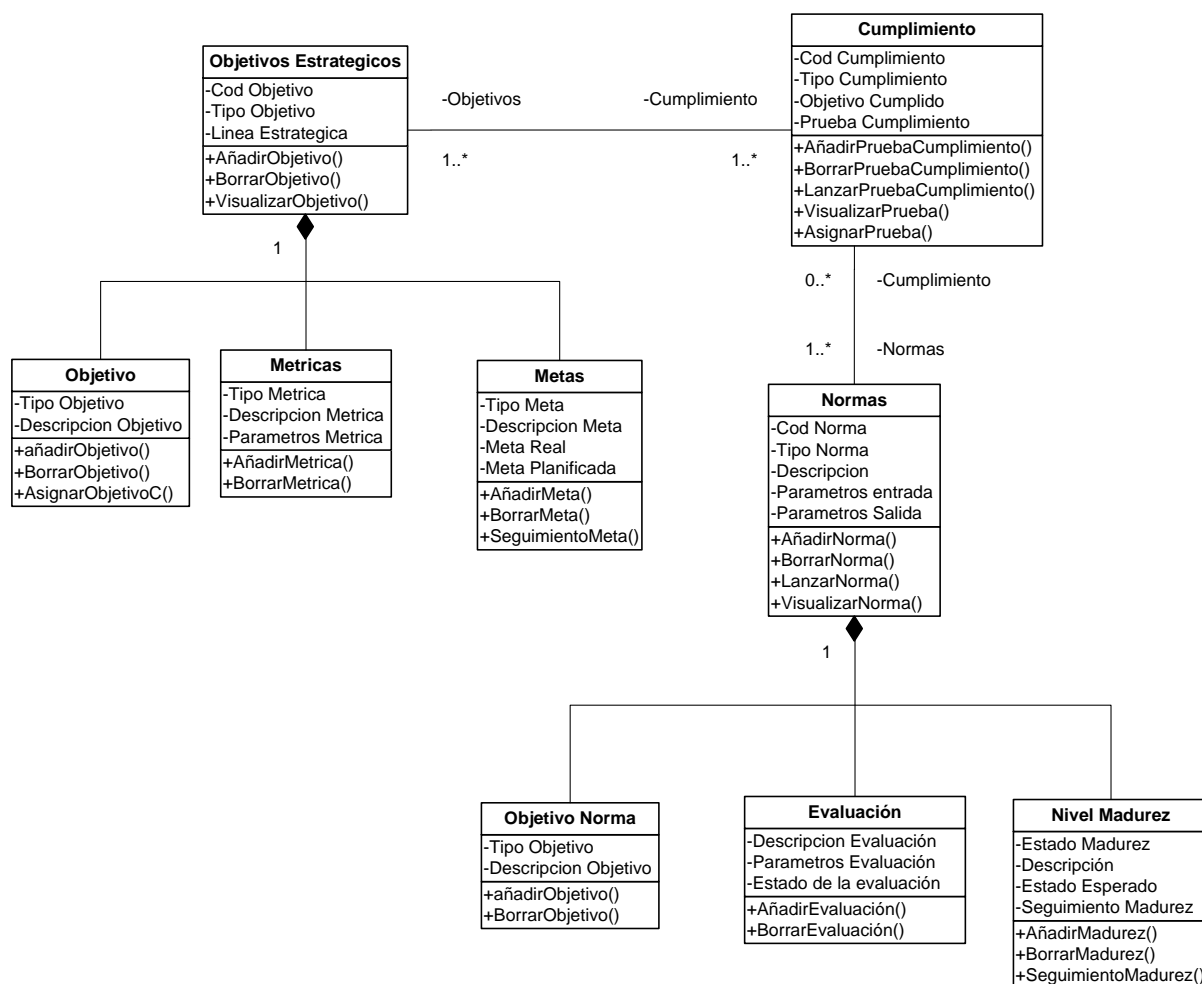 Cumplimiento
-Cod Cumplimiento
-Tipo Cumplimiento
-Objetivo Cumplido
-Prueba Cumplimiento
+AñadirPruebaCumplimiento()
+BorrarPruebaCumplimiento()
+LanzarPruebaCumplimiento()
+VisualizarPrueba()
+AsignarPrueba()
Objetivos Estrategicos
-Cod Objetivo
-Tipo Objetivo
-Linea Estrategica
+AñadirObjetivo()
+BorrarObjetivo()
+VisualizarObjetivo()
-Objetivos
-Cumplimiento
1..*
1..*
1
0..*
-Cumplimiento
1..*
-Normas
Objetivo
-Tipo Objetivo
-Descripcion Objetivo
+añadirObjetivo()
+BorrarObjetivo()
+AsignarObjetivoC()
Metricas
-Tipo Metrica
-Descripcion Metrica
-Parametros Metrica
+AñadirMetrica()
+BorrarMetrica()
Metas
-Tipo Meta
-Descripcion Meta
-Meta Real
-Meta Planificada
+AñadirMeta()
+BorrarMeta()
+SeguimientoMeta()
Normas
-Cod Norma
-Tipo Norma
-Descripcion
-Parametros entrada
-Parametros Salida
+AñadirNorma()
+BorrarNorma()
+LanzarNorma()
+VisualizarNorma()
1
Objetivo Norma
-Tipo Objetivo
-Descripcion Objetivo
+añadirObjetivo()
+BorrarObjetivo()
Evaluación
-Descripcion Evaluación
-Parametros Evaluación
-Estado de la evaluación
+AñadirEvaluación()
+BorrarEvaluación()
Nivel Madurez
-Estado Madurez
-Descripción
-Estado Esperado
-Seguimiento Madurez
+AñadirMadurez()
+BorrarMadurez()
+SeguimientoMadurez()